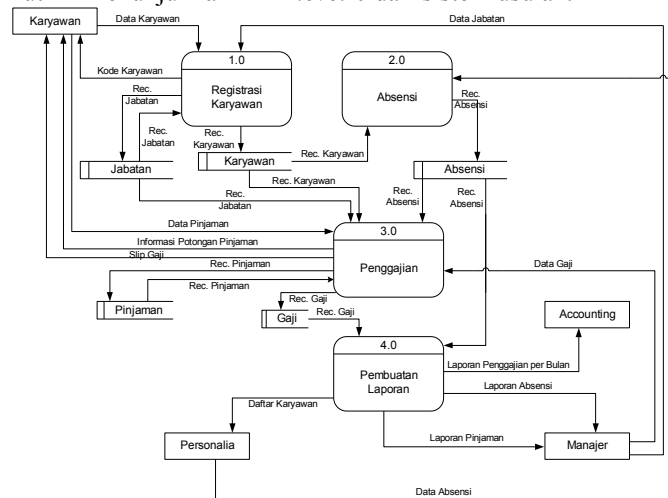 Karyawan
Data Karyawan
Data Jabatan
1.0
2.0
Kode Karyawan
Registrasi
Karyawan
Absensi
Rec.
Jabatan
Rec.
Absensi
Rec.
Jabatan
Rec.
Karyawan
Rec. Karyawan
Jabatan
Karyawan
Absensi
Rec. Karyawan
Rec.
Jabatan
Rec.
Absensi
Rec.
Absensi
Data Pinjaman
3.0
Informasi Potongan Pinjaman
Slip Gaji
Penggajian
Data Gaji
Rec. Pinjaman
Rec. Pinjaman
Rec. Gaji
Pinjaman
Gaji
Rec. Gaji
Accounting
4.0
Pembuatan
Laporan
Laporan Penggajian per Bulan
Laporan Absensi
Daftar Karyawan
Personalia
Laporan Pinjaman
Manajer
Data Absensi